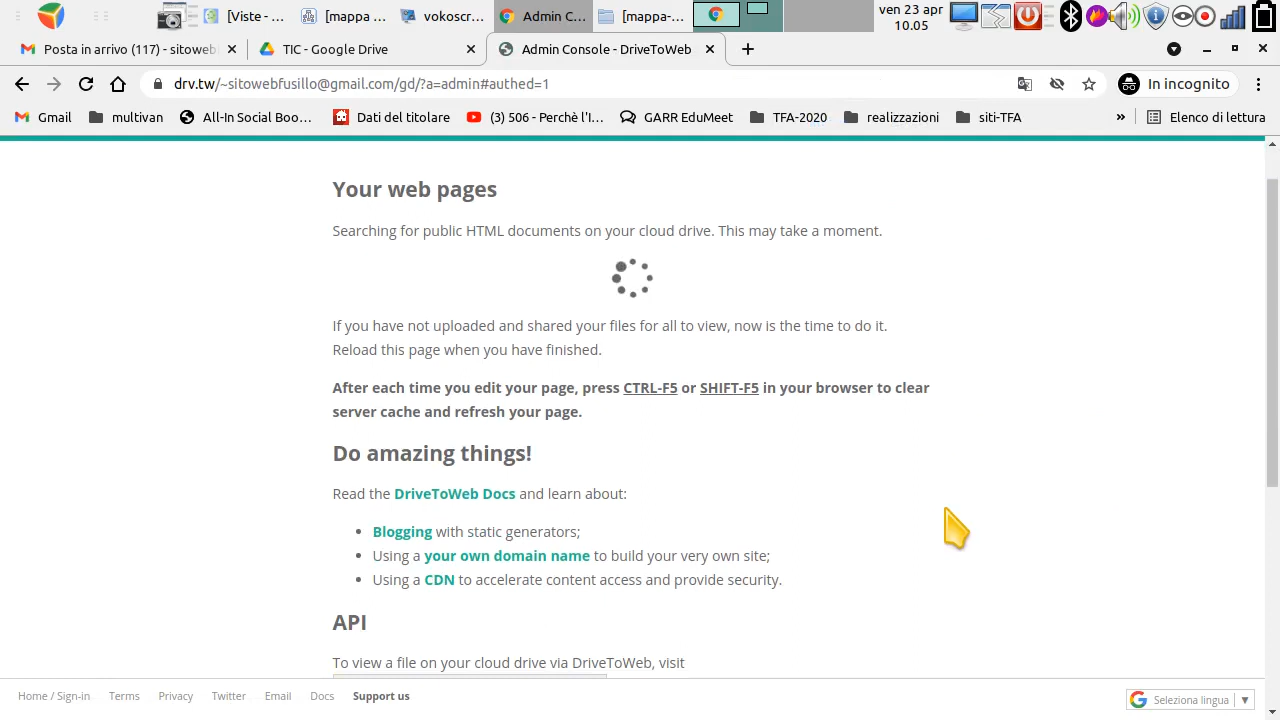 [Viste - ...
[mappa ...
vokoscr...
Admin C...
[mappa-...
ven 23 apr
10.05
Posta in arrivo (117) - sitoweb
TIC - Google Drive
Admin Console - DriveToWeb
drv.tw/~sitowebfusillo@gmail.com/gd/?a=admin#authed=1
In incognito
Gmail
multivan
All-In Social Boo...
Dati del titolare
(3) 506 - Perchè l'I...
GARR EduMeet
TFA-2020
realizzazioni
siti-TFA
»
Elenco di lettura
Your web pages
Searching for public HTML documents on your cloud drive. This may take a moment.
If you have not uploaded and shared your files for all to view, now is the time to do it.
Reload this page when you have finished.
After each time you edit your page, press CTRL-F5 or SHIFT-F5 in your browser to clear
server cache and refresh your page.
Do amazing things!
Read the DriveToWeb Docs and learn about:
Blogging with static generators;
Using a your own domain name to build your very own site;
Using a CDN to accelerate content access and provide security.
API
To view a file on your cloud drive via DriveToWeb, visit
Home / Sign-in
Terms
Privacy
Twitter
Email
Docs
Support us
Seleziona lingua